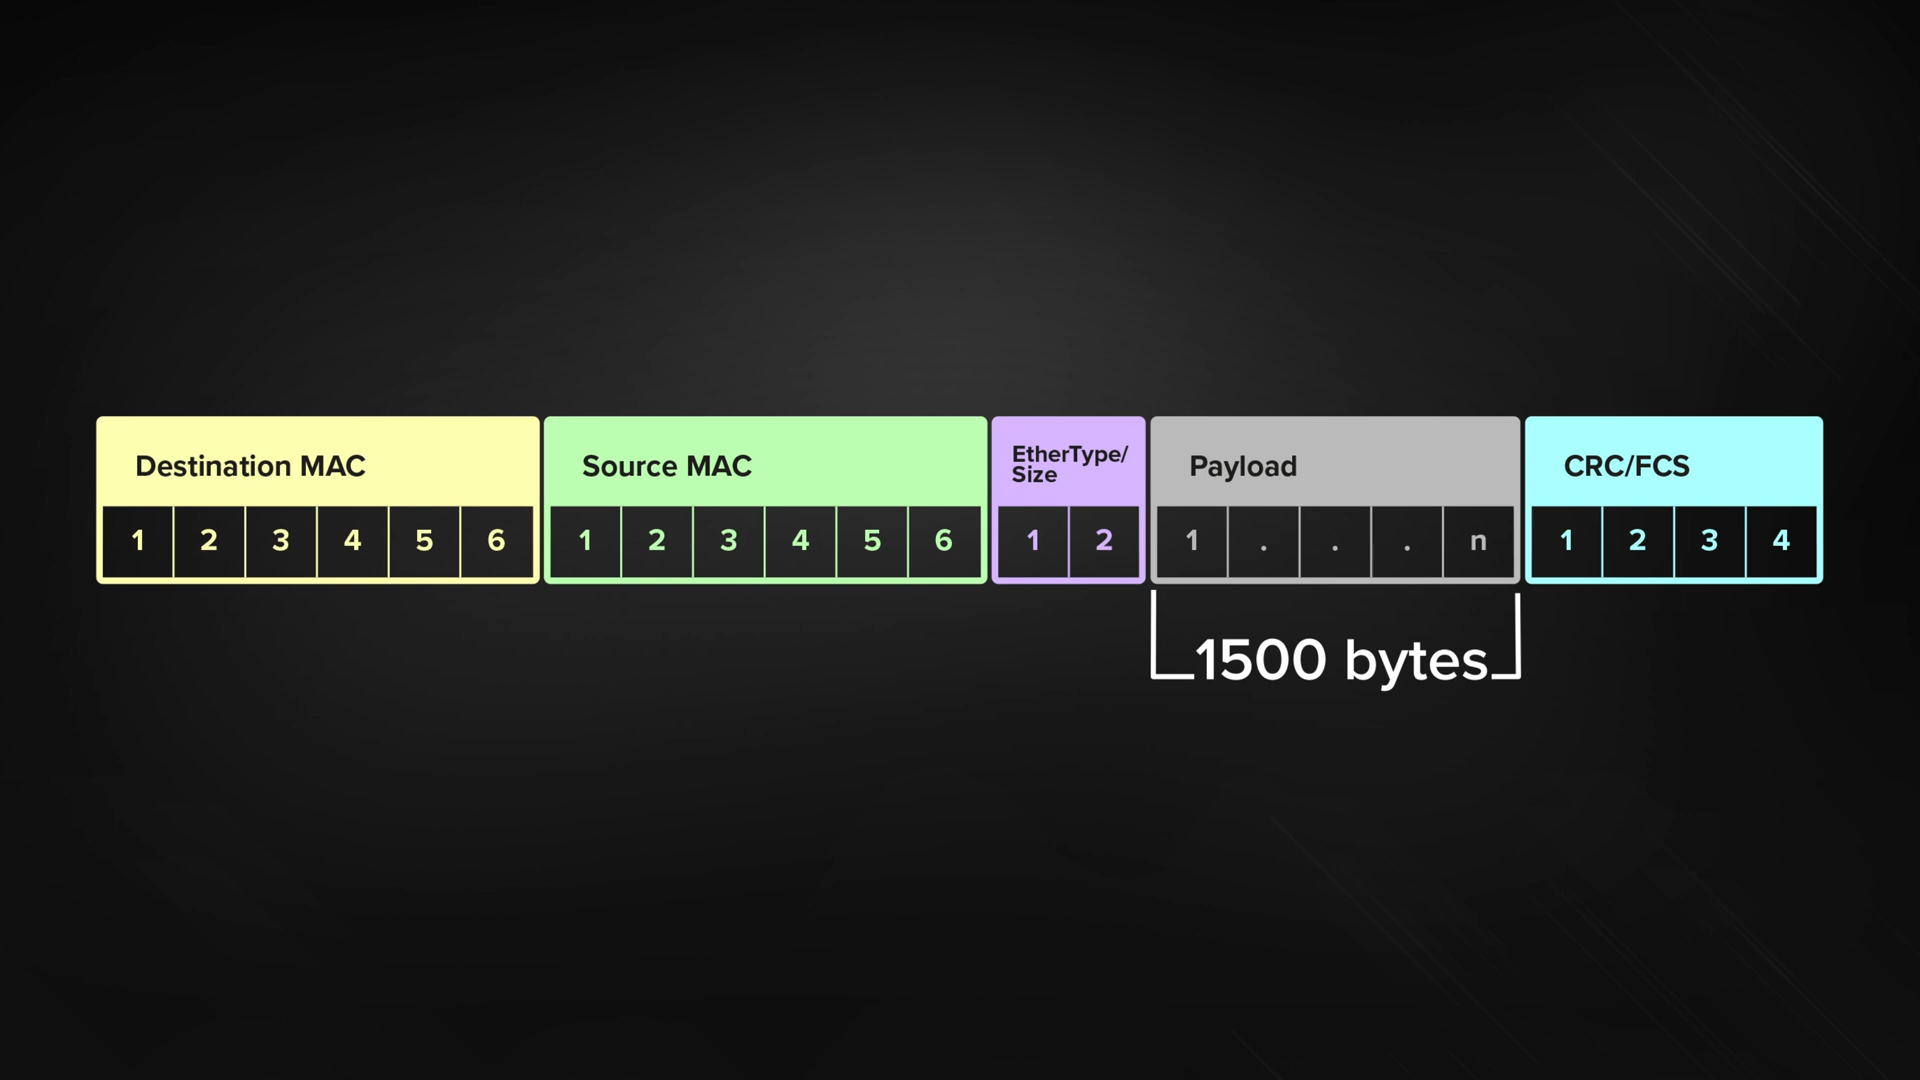 Destination MAC
1 2 3 4 5 6
Source MAC
1 2 3 4 5 6
EtherType/
Size
1 2
Payload
1 . . . n
CRC/FCS
1 2 3 4
1500 bytes